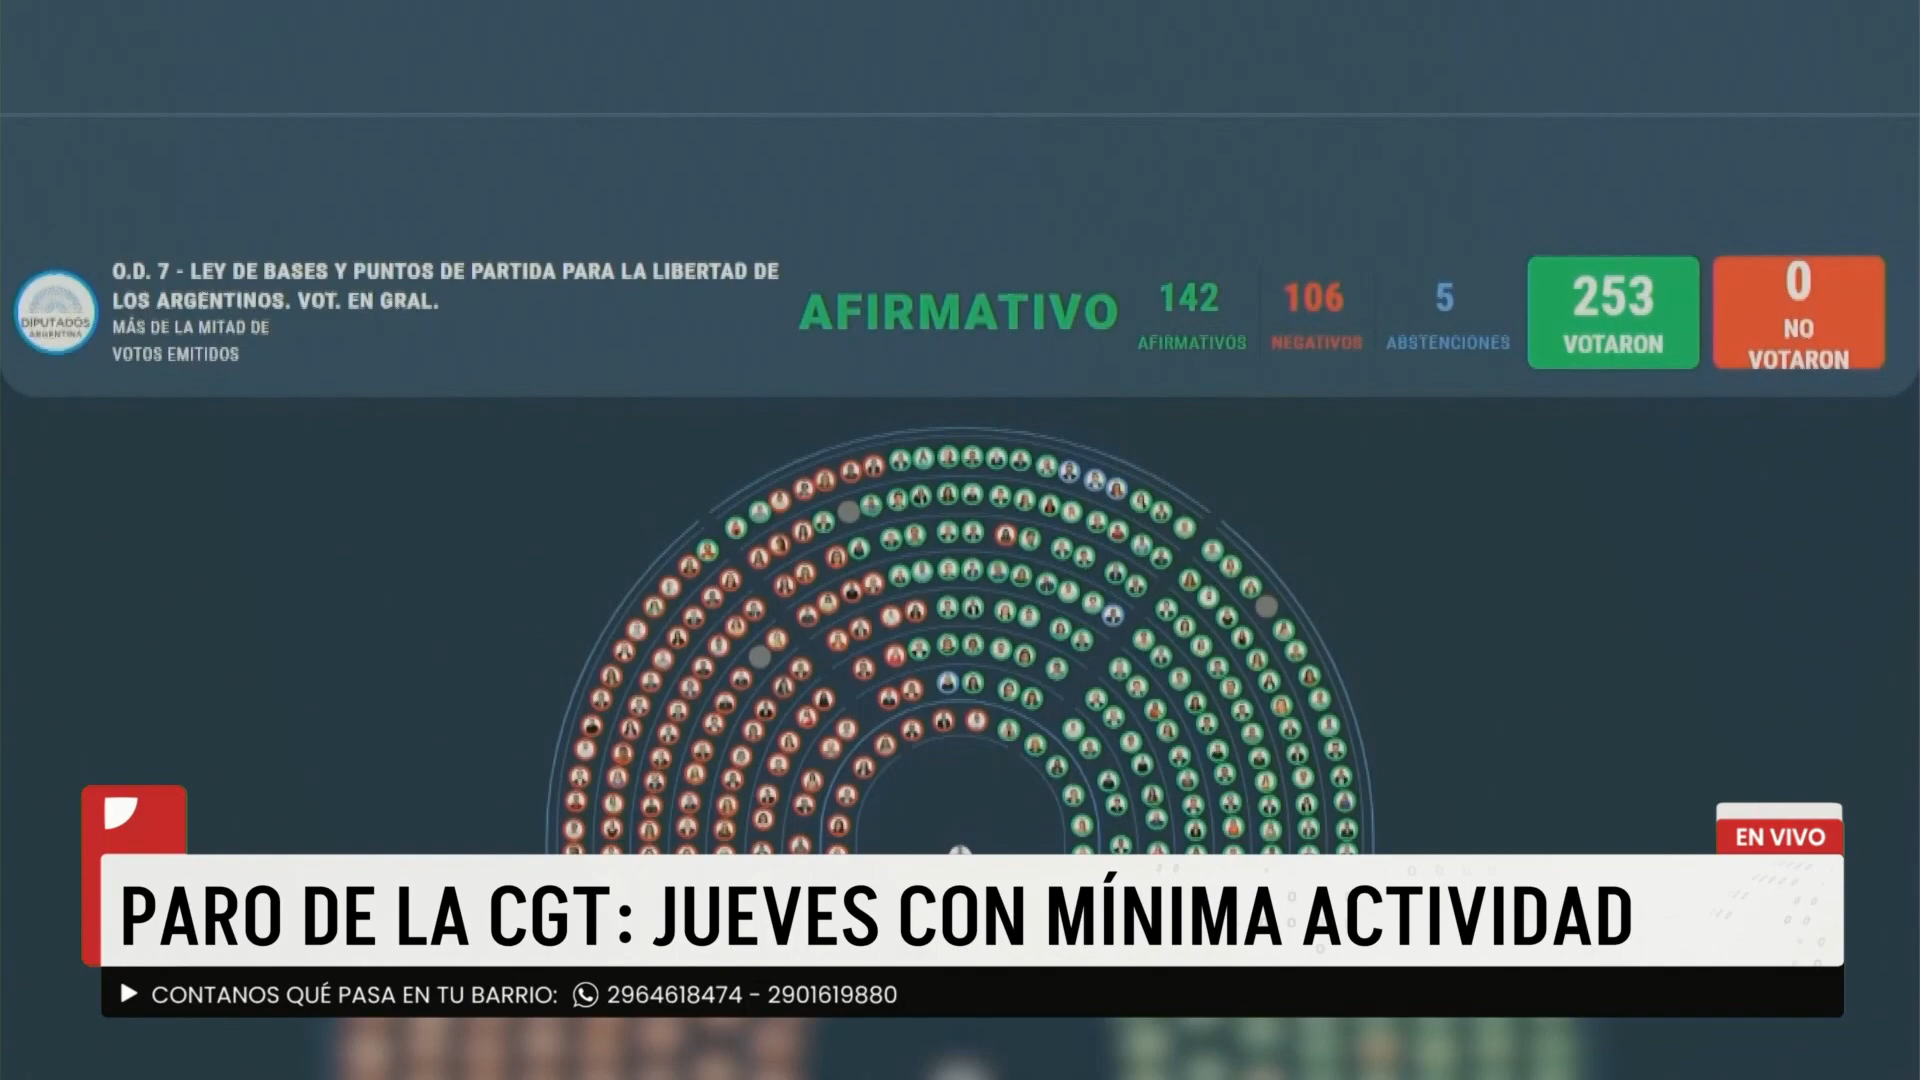 O.D. 7 - LEY DE BASES Y PUNTOS DE PARTIDA PARA LA LIBERTAD DE
LOS ARGENTINOS. VOT. EN GRAL.
MÁS DE LA MITAD DE
VOTOS EMITIDOS
DIPUTADOS
ARGENTINA
AFIRMATIVO
142
AFIRMATIVOS
106
NEGATIVOS
5
ABSTENCIONES
253
VOTARON
0
NO
VOTARON
EN VIVO
PARO DE LA CGT: JUEVES CON MÍNIMA ACTIVIDAD
CONTANOS QUÉ PASA EN TU BARRIO: 2964618474 - 2901619880